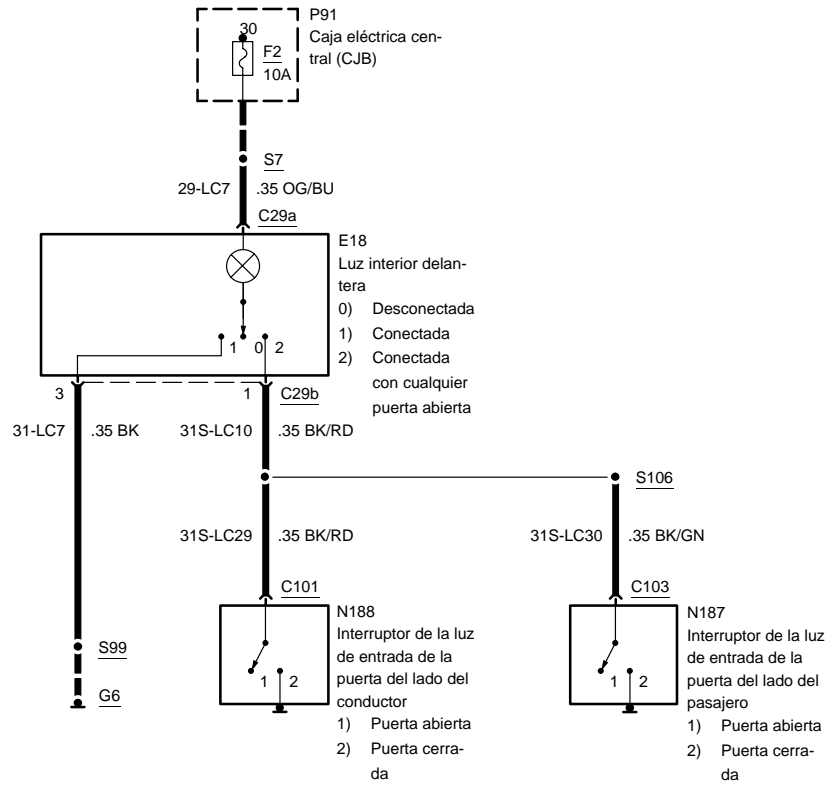 P91
Caja eléctrica cen-
tral (CJB)
30
F2
10A
S7
29-LC7 .35 OG/BU
C29a
E18
Luz interior delan-
tera
0) Desconectada
1) Conectada
2) Conectada
con cualquier
puerta abierta
1 0 2
3 1 C29b
31-LC7 .35 BK 31S-LC10 .35 BK/RD
S106
31S-LC29 .35 BK/RD 31S-LC30 .35 BK/GN
C101 C103
N188
Interruptor de la luz
de entrada de la
puerta del lado del
conductor
1) Puerta abierta
2) Puerta cerra-
da
1 2
N187
Interruptor de la luz
de entrada de la
puerta del lado del
pasajero
1) Puerta abierta
2) Puerta cerra-
da
1 2
S99
G6